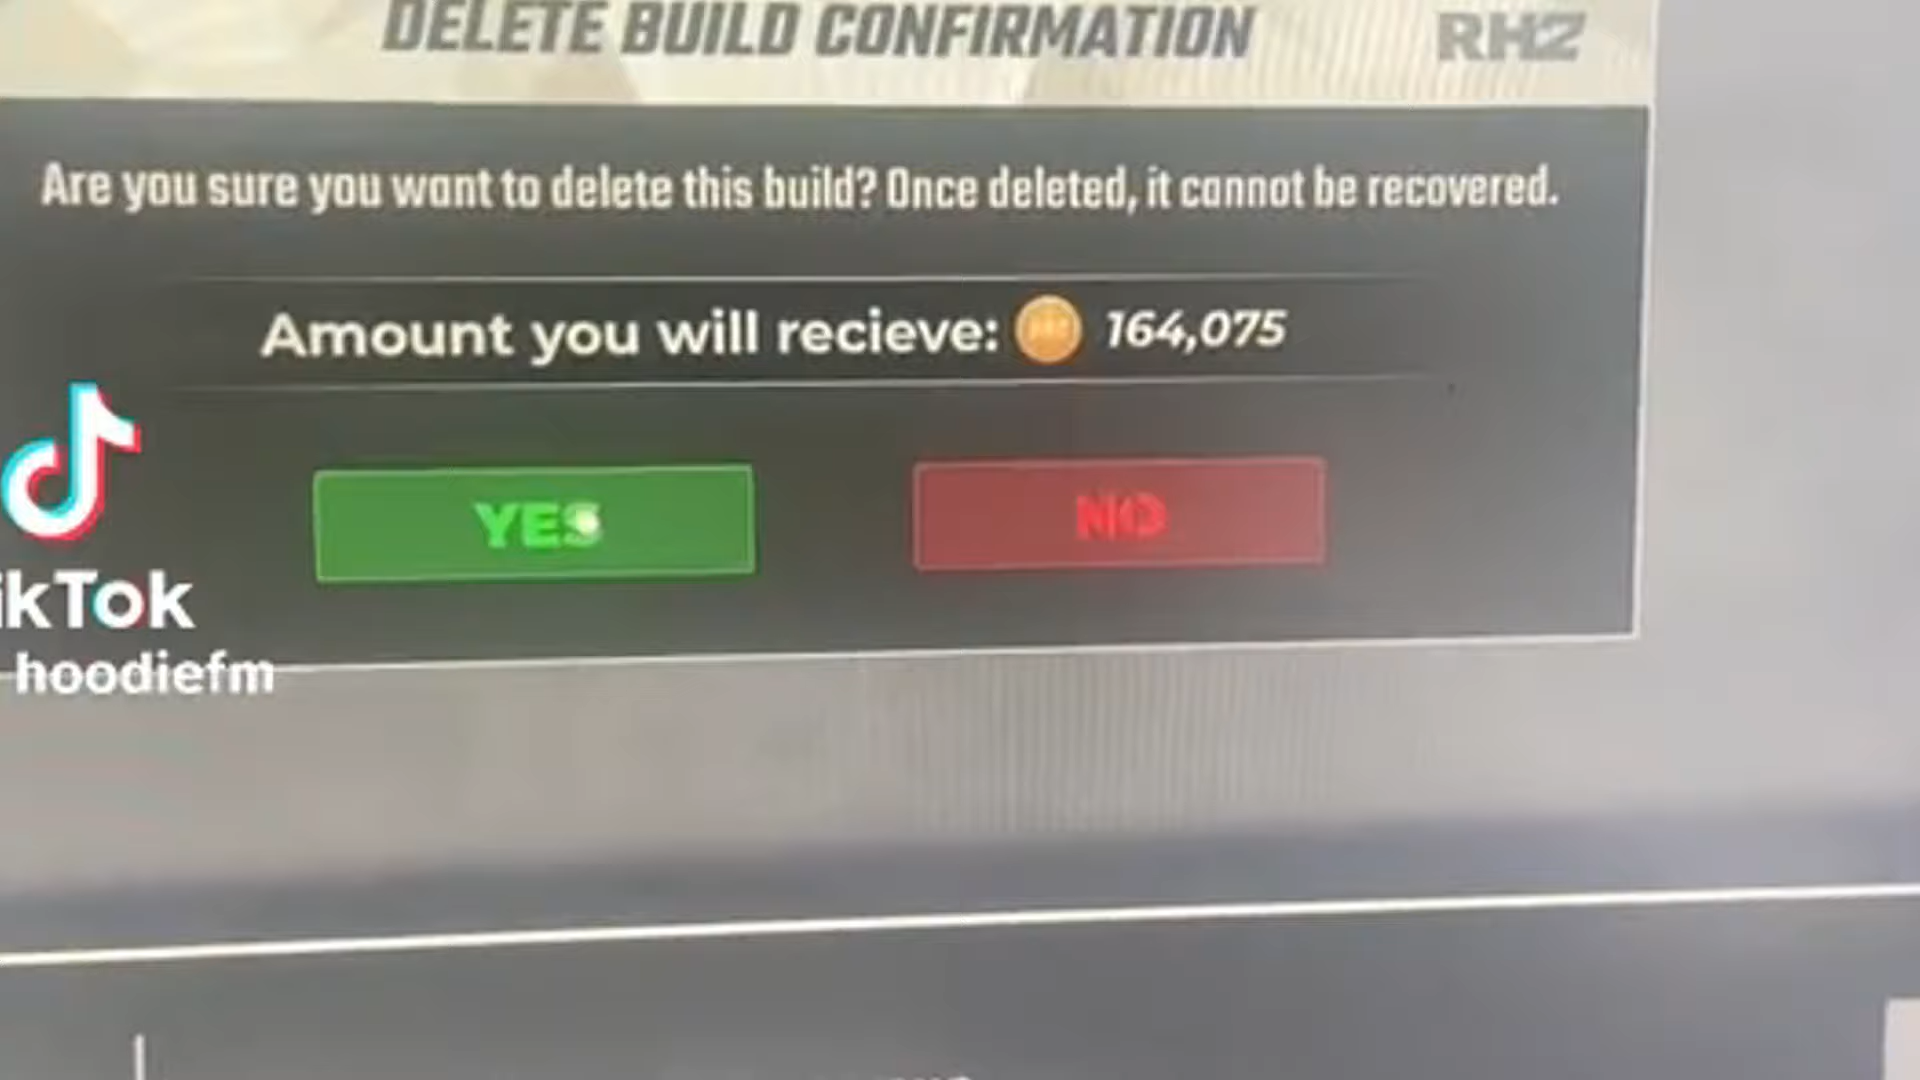 DELETE BUILD CONFIRMATION
RH2
Are you sure you want to delete this build? Once deleted, it cannot be recovered.
Amount you will recieve: 164,075
YES
NO
ikTok
hoodiefm